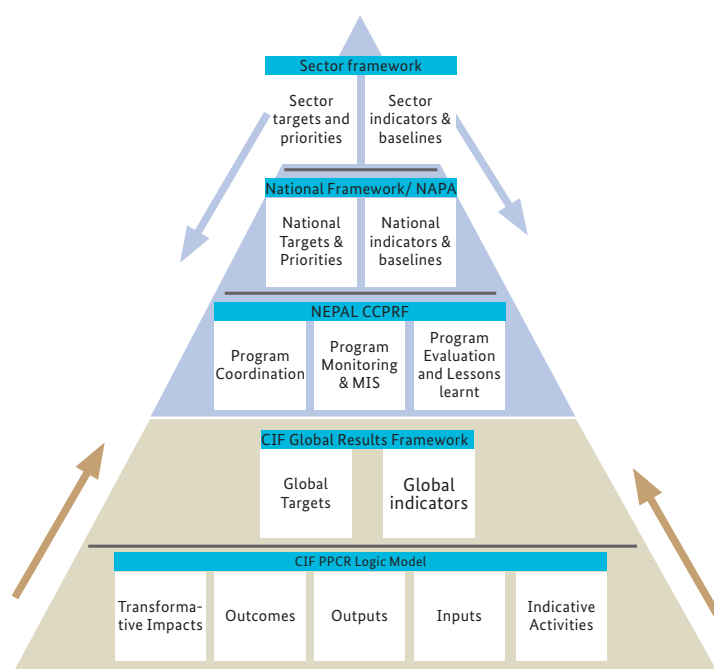 Sector framework
Sector
targets and
priorities
Sector
indicators &
baselines
National Framework/ NAPA
National
Targets &
Priorities
National
indicators &
baselines
NEPAL CCPRF
Program
Coordination
Program
Monitoring
& MIS
Program
Evaluation
and Lessons
learnt
CIF Global Results Framework
Global
Targets
Global
indicators
CIF PPCR Logic Model
Transforma-
tive Impacts
Outcomes
Outputs
Inputs
Indicative
Activities